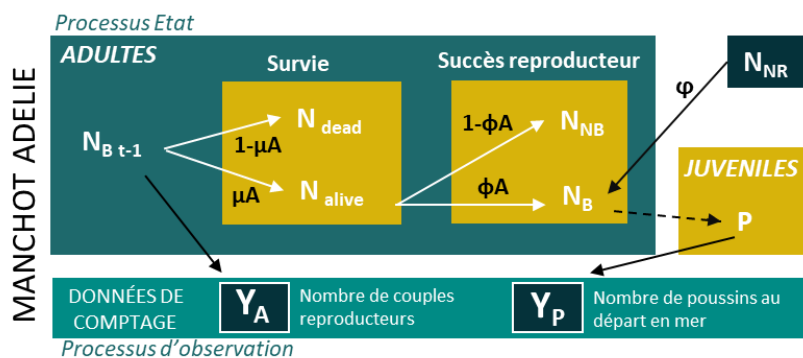 Processus Etat
ADULTES
Survie
Succès reproducteur
N NR
φ
N dead
1-ϕA
N NB
N B t-1
1-μA
JUVENILES
μA
N alive
ϕA
N B
P
MANCHOT ADELIE
DONNÉES DE
COMPTAGE
Y A
Nombre de couples
reproducteurs
Y P
Nombre de poussins au
départ en mer
Processus d'observation